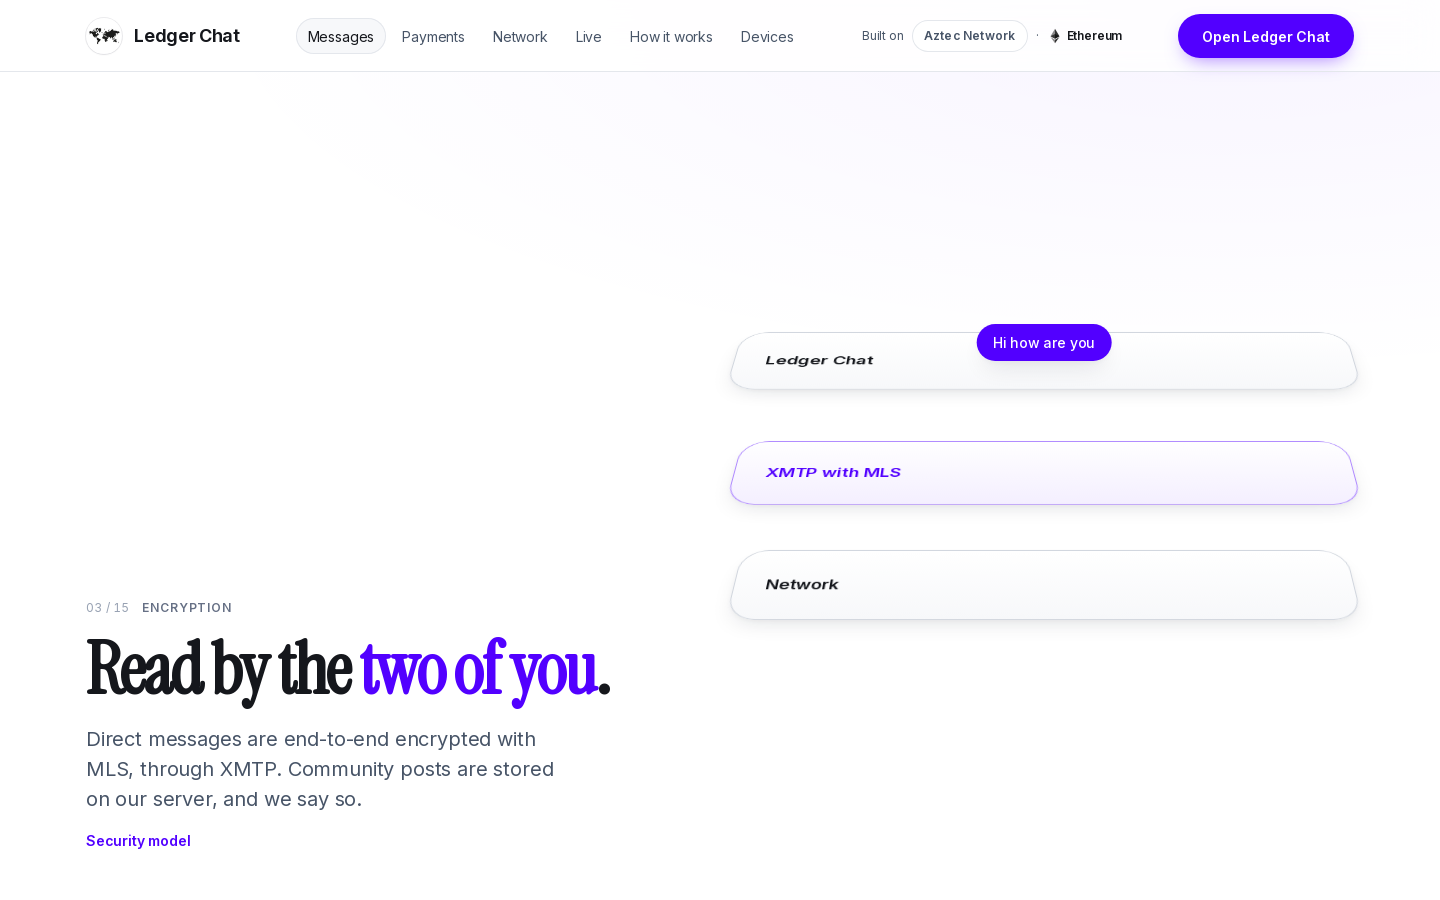 Ledger Chat
Messages
Payments
Network
Live
How it works
Devices
Built on
Aztec Network
·
Ethereum
Open Ledger Chat
Hi how are you
Ledger Chat
XMTP with MLS
Network
03 / 15 ENCRYPTION
Read by the two of you.
Direct messages are end-to-end encrypted with
MLS, through XMTP. Community posts are stored
on our server, and we say so.
Security model